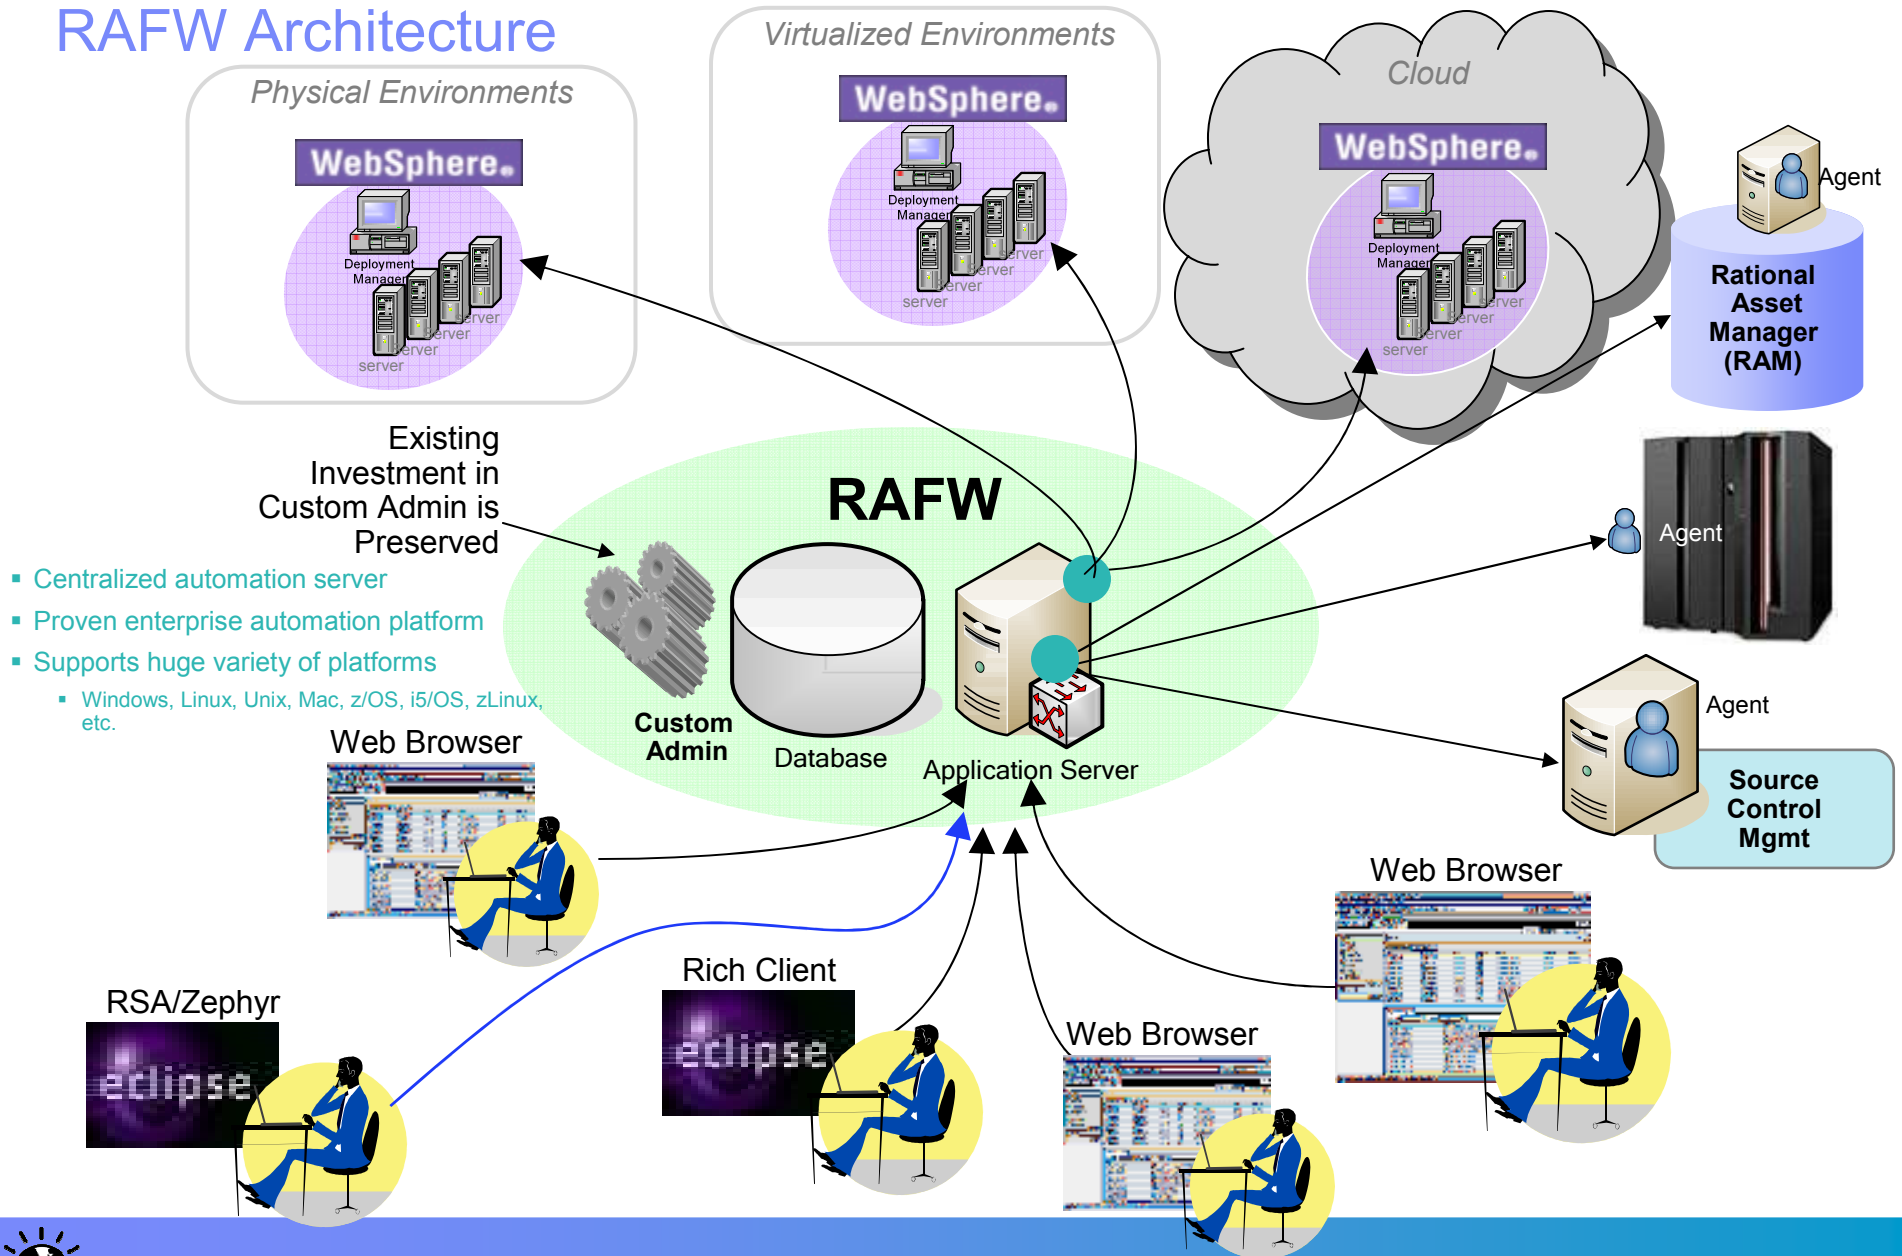 RAFW Architecture
Physical Environments
WebSphere®
Deployment
Manager
server
server
server
server
Virtualized Environments
WebSphere®
Deployment
Manager
server
server
server
server
Cloud
WebSphere®
Deployment
Manager
server
server
server
server
Agent
Rational
Asset
Manager
(RAM)
Existing
Investment in
Custom Admin is
Preserved
▪ Centralized automation server
▪ Proven enterprise automation platform
▪ Supports huge variety of platforms
▪ Windows, Linux, Unix, Mac, z/OS, i5/OS, zLinux,
etc.
RAFW
Custom
Admin
Database
Application Server
Agent
Agent
Source
Control
Mgmt
Web Browser
RSA/Zephyr
eclipse
Rich Client
eclipse
Web Browser
Web Browser